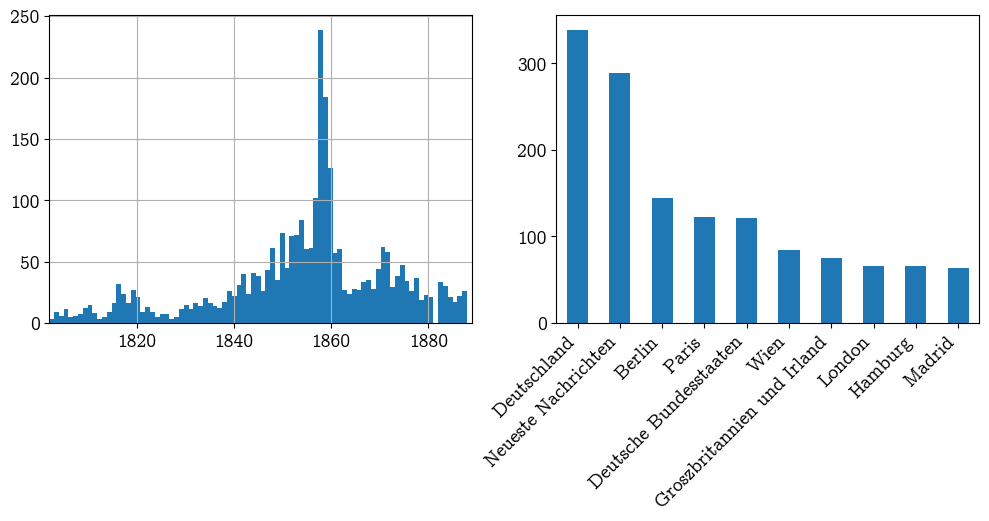 250
200
150
100
50
0
1820
1840
1860
1880
300
200
100
0
Deutschland
Neueste Nachrichten
Berlin
Paris
Deutsche Bundesstaaten
Wien
Groszbritannien und Irland
London
Hamburg
Madrid